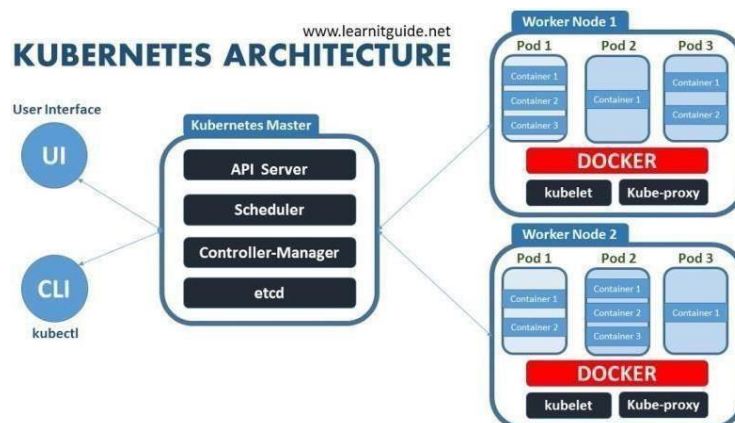 www.learnitguide.net
KUBERNETES ARCHITECTURE
User Interface
UI
CLI
kubectl
Kubernetes Master
API Server
Scheduler
Controller-Manager
etcd
Worker Node 1
Pod 1 Pod 2 Pod 3
Container 1
Container 2
Container 3
Container 1
Container 1
Container 2
DOCKER
kubelet Kube-proxy
Worker Node 2
Pod 1 Pod 2 Pod 3
Container 1
Container 2
Container 1
Container 2
Container 3
Container 1
DOCKER
kubelet Kube-proxy